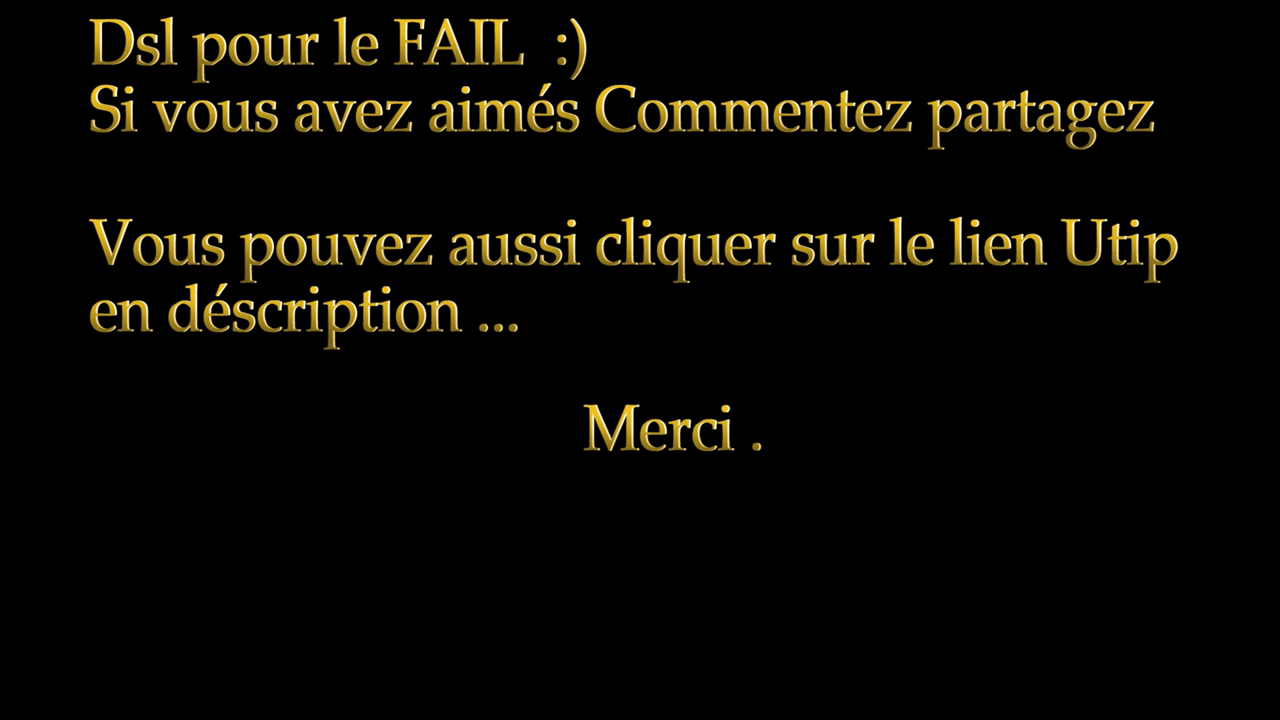 Dsl pour le FAIL  :)
Si vous avez aimés Commentez partagez
Vous pouvez aussi cliquer sur le lien Utip
en déscription ...
Merci .